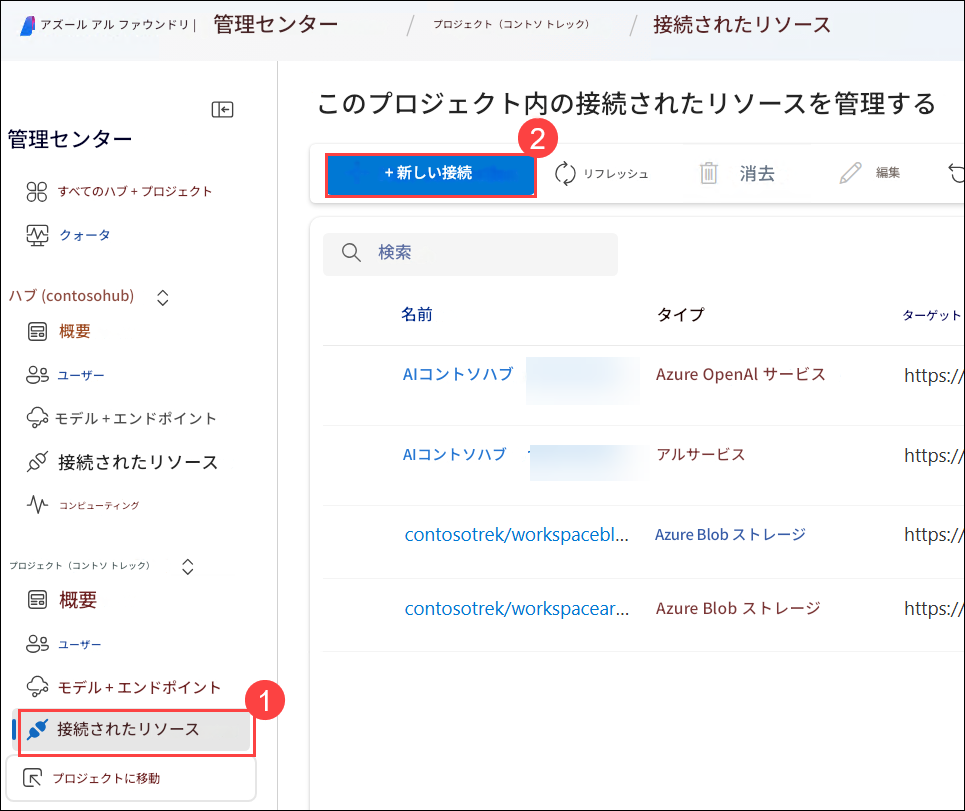 アズール アル ファウンドリ | 管理センター / プロジェクト（コントソ トレック） / 接続されたリソース
管理センター
すべてのハブ + プロジェクト
クォータ
ハブ (contosohub)
概要
ユーザー
モデル + エンドポイント
接続されたリソース
コンピューティング
プロジェクト（コントソ トレック）
概要
ユーザー
モデル + エンドポイント
1
接続されたリソース
プロジェクトに移動
このプロジェクト内の接続されたリソースを管理する
2
+ 新しい接続 リフレッシュ 消去 編集
検索
名前 タイプ ターゲット
AIコントソハブ Azure OpenAl サービス https://
AIコントソハブ アルサービス https://
contosotrek/workspacebl... Azure Blob ストレージ https://
contosotrek/workspacear... Azure Blob ストレージ https://